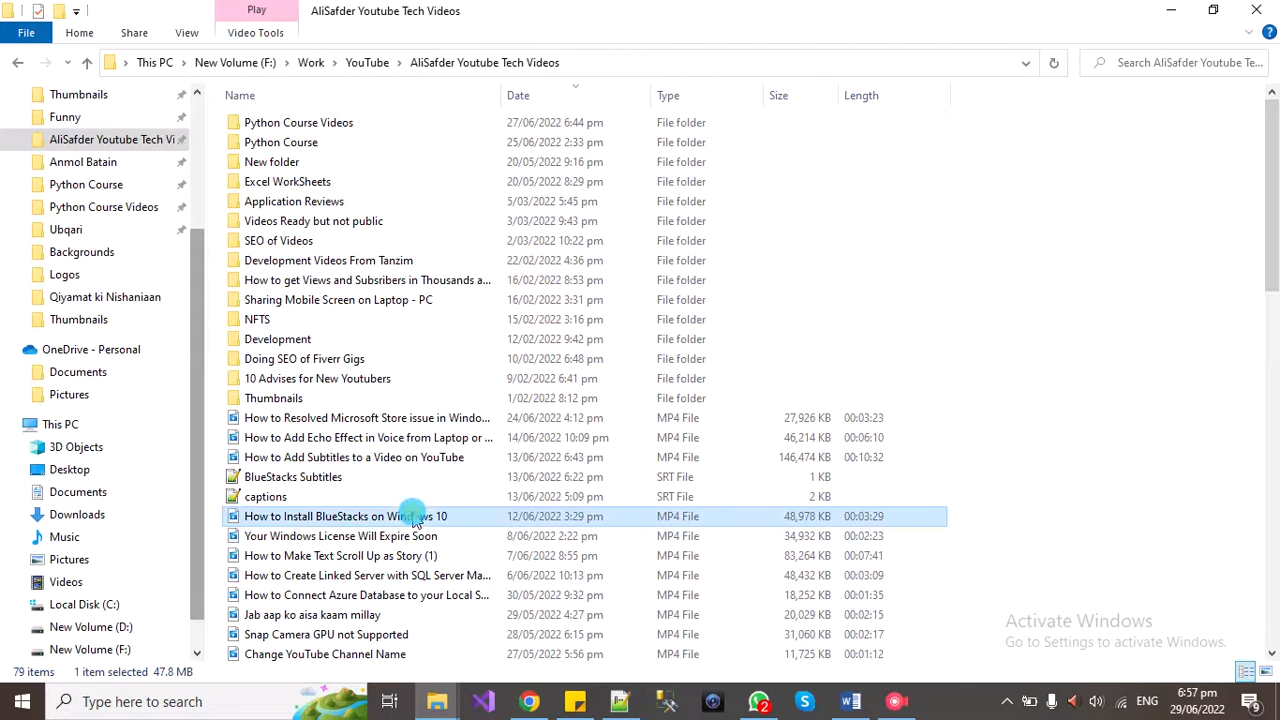 Play
AliSafder Youtube Tech Videos
File
Home
Share
View
Video Tools
This PC
New Volume (F:)
Work
YouTube
AliSafder Youtube Tech Videos
Search AliSafder Youtube Te...
Thumbnails
Funny
AliSafder Youtube Tech Vi
Anmol Batain
Python Course
Python Course Videos
Ubqari
Backgrounds
Logos
Qiyamat ki Nishaniaan
Thumbnails
OneDrive - Personal
Documents
Pictures
This PC
3D Objects
Desktop
Documents
Downloads
Music
Pictures
Videos
Local Disk (C:)
New Volume (D:)
New Volume (F:)
Name Date Type Size Length
Python Course Videos 27/06/2022 6:44 pm File folder
Python Course 25/06/2022 2:33 pm File folder
New folder 20/05/2022 9:16 pm File folder
Excel WorkSheets 20/05/2022 8:29 pm File folder
Application Reviews 5/03/2022 5:45 pm File folder
Videos Ready but not public 3/03/2022 9:43 pm File folder
SEO of Videos 2/03/2022 10:22 pm File folder
Development Videos From Tanzim 22/02/2022 4:36 pm File folder
How to get Views and Subsribers in Thousands a... 16/02/2022 8:53 pm File folder
Sharing Mobile Screen on Laptop - PC 16/02/2022 3:31 pm File folder
NFTS 15/02/2022 3:16 pm File folder
Development 12/02/2022 9:42 pm File folder
Doing SEO of Fiverr Gigs 10/02/2022 6:48 pm File folder
10 Advises for New Youtubers 9/02/2022 6:41 pm File folder
Thumbnails 1/02/2022 8:12 pm File folder
How to Resolved Microsoft Store issue in Windo... 24/06/2022 4:12 pm MP4 File 27,926 KB 00:03:23
How to Add Echo Effect in Voice from Laptop or ... 14/06/2022 10:09 pm MP4 File 46,214 KB 00:06:10
How to Add Subtitles to a Video on YouTube 13/06/2022 6:43 pm MP4 File 146,474 KB 00:10:32
BlueStacks Subtitles 13/06/2022 6:22 pm SRT File 1 KB
captions 13/06/2022 5:09 pm SRT File 2 KB
How to Install BlueStacks on Windows 10 12/06/2022 3:29 pm MP4 File 48,978 KB 00:03:29
Your Windows License Will Expire Soon 8/06/2022 2:22 pm MP4 File 34,932 KB 00:02:23
How to Make Text Scroll Up as Story (1) 7/06/2022 8:55 pm MP4 File 83,264 KB 00:07:41
How to Create Linked Server with SQL Server Ma... 6/06/2022 10:13 pm MP4 File 48,432 KB 00:03:09
How to Connect Azure Database to your Local S... 30/05/2022 9:32 pm MP4 File 18,252 KB 00:01:35
Jab aap ko aisa kaam millay 29/05/2022 4:27 pm MP4 File 20,029 KB 00:02:15
Snap Camera GPU not Supported 28/05/2022 6:15 pm MP4 File 31,060 KB 00:02:17
Change YouTube Channel Name 27/05/2022 5:56 pm MP4 File 11,725 KB 00:01:12
Activate Windows
Go to Settings to activate Windows.
79 items 1 item selected 47.8 MB
Type here to search
2
ENG
6:57 pm
29/06/2022
9